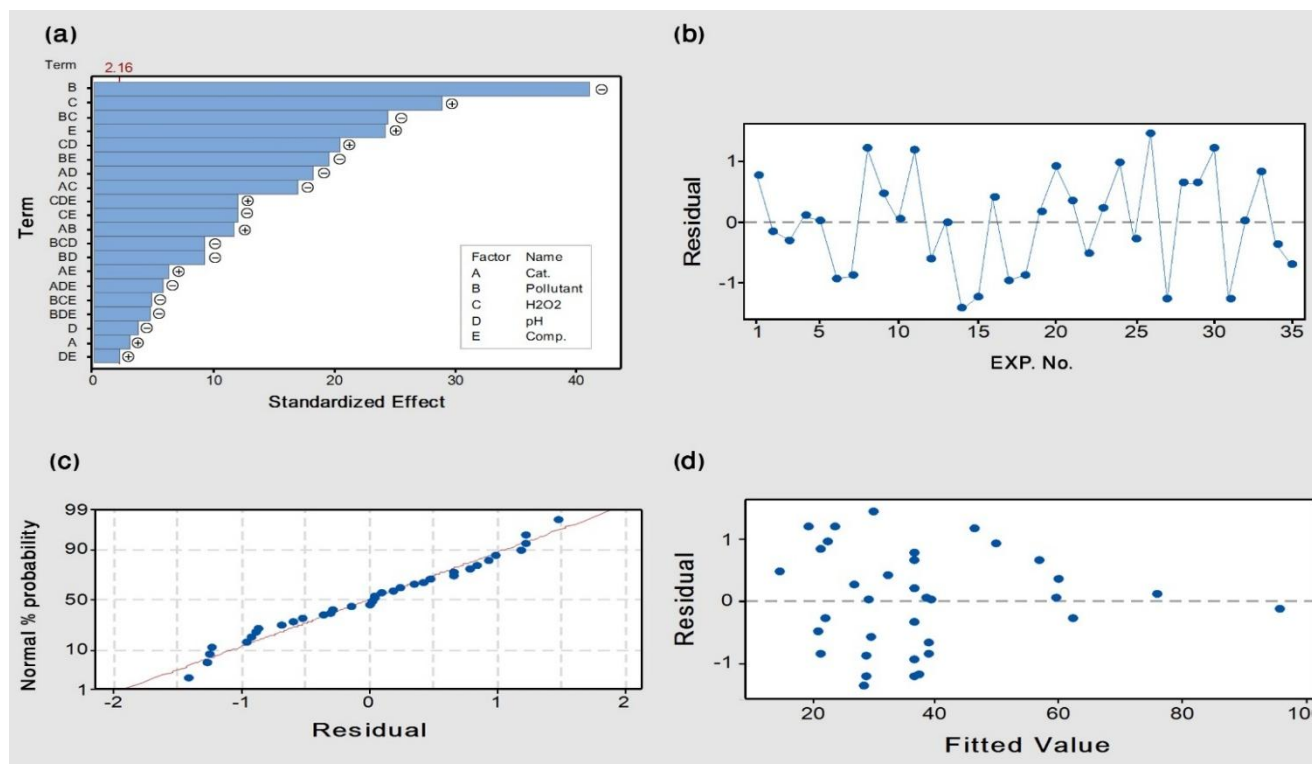 (a)
Term 2.16
Term
B ⊖
C ⊕
BC ⊖
E ⊕
CD ⊕
BE ⊖
AD ⊖
AC ⊖
CDE ⊕
CE ⊖
AB ⊕
BCD ⊖
BD ⊖
AE ⊕
ADE ⊖
BCE ⊖
BDE ⊖
D ⊖
A ⊕
DE ⊕
Factor Name
A Cat.
B Pollutant
C H2O2
D pH
E Comp.
0 10 20 30 40
Standardized Effect
(b)
Residual
1
0
-1
1 5 10 15 20 25 30 35
EXP. No.
(c)
Normal % probability
99
90
50
10
1
-2 -1 0 1 2
Residual
(d)
Residual
1
0
-1
20 40 60 80 100
Fitted Value